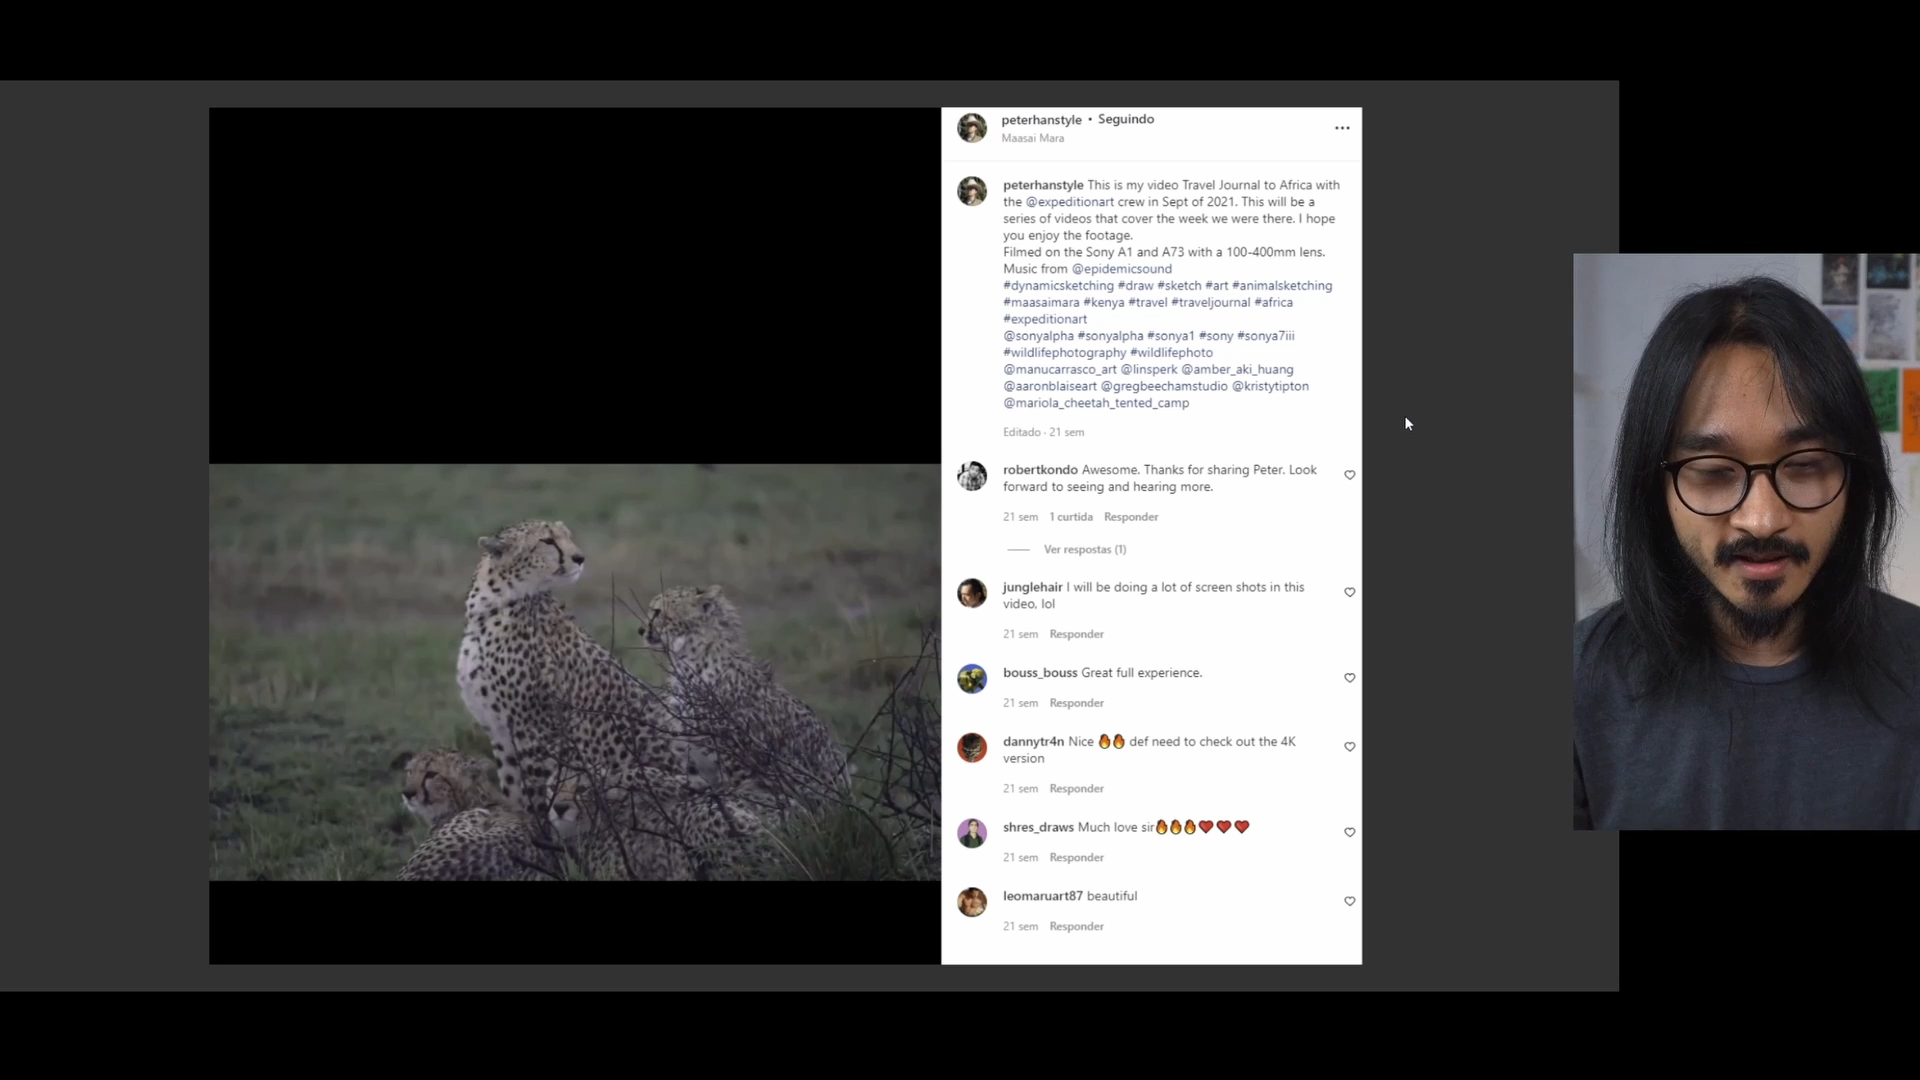 peterhanstyle • Seguindo
Maasai Mara
peterhanstyle This is my video Travel Journal to Africa with
the @expeditionart crew in Sept of 2021. This will be a
series of videos that cover the week we were there. I hope
you enjoy the footage.
Filmed on the Sony A1 and A73 with a 100-400mm lens.
Music from @epidemicsound
#dynamicsketching #draw #sketch #art #animalsketching
#maasaimara #kenya #travel #traveljournal #africa
#expeditionart
@sonyalpha #sonyalpha #sonya1 #sony #sonya7iii
#wildlifephotography #wildlifephoto
@manucarrasco_art @linsperk @amber_aki_huang
@aaronblaiseart @gregbeechamstudio @kristytipton
@mariola_cheetah_tented_camp
Editado · 21 sem
robertkondo Awesome. Thanks for sharing Peter. Look
forward to seeing and hearing more.
21 sem 1 curtida Responder
Ver respostas (1)
junglehair I will be doing a lot of screen shots in this
video, lol
21 sem Responder
bouss_bouss Great full experience.
21 sem Responder
dannytr4n Nice 🔥🔥 def need to check out the 4K
version
21 sem Responder
shres_draws Much love sir🔥🔥🔥❤❤❤
21 sem Responder
leomaruart87 beautiful
21 sem Responder